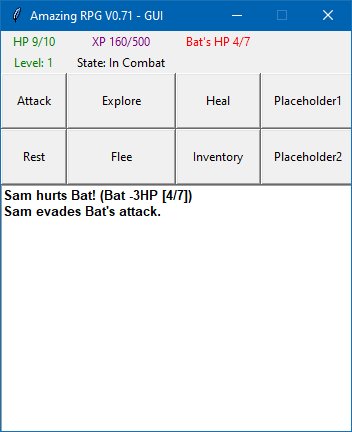 Amazing RPG V0.71 - GUI
HP 9/10 XP 160/500 Bat's HP 4/7
Level: 1 State: In Combat
Attack Explore Heal Placeholder1
Rest Flee Inventory Placeholder2
Sam hurts Bat! (Bat -3HP [4/7])
Sam evades Bat's attack.